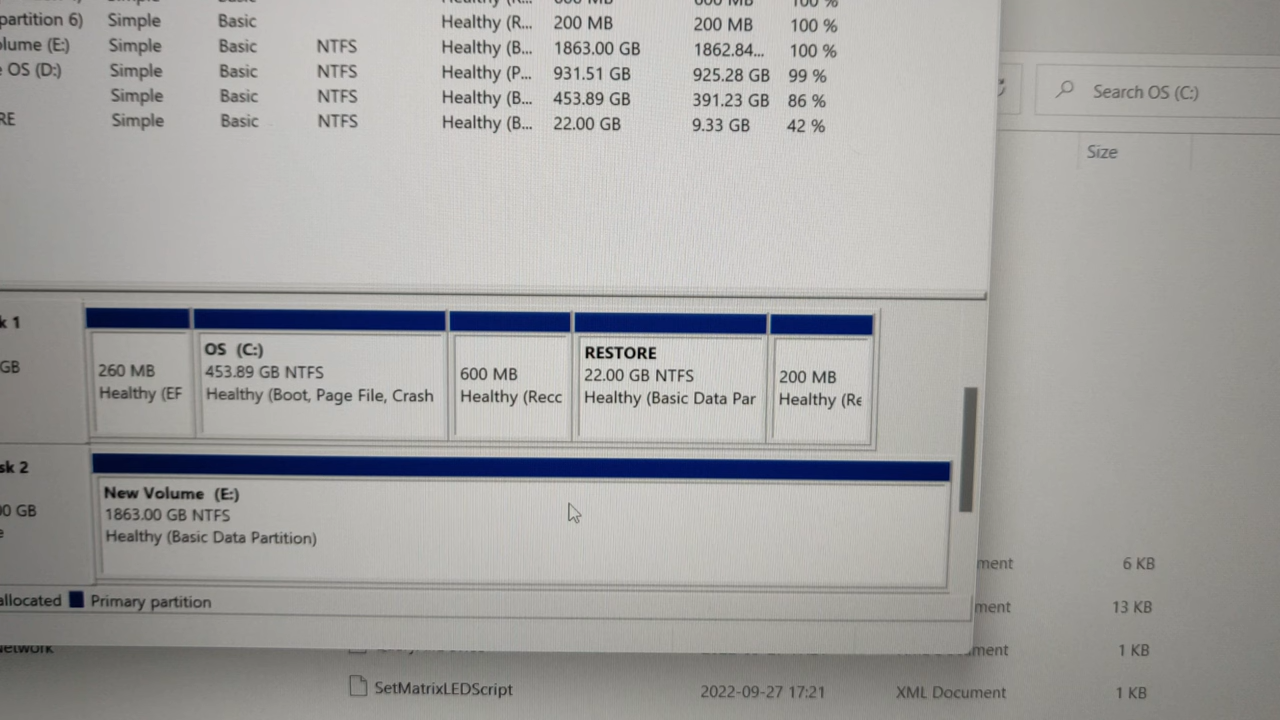 partition 6) Simple Basic Healthy (R... 200 MB 200 MB 100 %
lume (E:) Simple Basic NTFS Healthy (B... 1863.00 GB 1862.84... 100 %
OS (D:) Simple Basic NTFS Healthy (P... 931.51 GB 925.28 GB 99 %
Simple Basic NTFS Healthy (B... 453.89 GB 391.23 GB 86 %
RE Simple Basic NTFS Healthy (B... 22.00 GB 9.33 GB 42 %
Search OS (C:)
Size
k 1
GB
260 MB
Healthy (EF
OS (C:)
453.89 GB NTFS
Healthy (Boot, Page File, Crash
600 MB
Healthy (Recc
RESTORE
22.00 GB NTFS
Healthy (Basic Data Par
200 MB
Healthy (Re
sk 2
00 GB
e
New Volume (E:)
1863.00 GB NTFS
Healthy (Basic Data Partition)
allocated Primary partition
ment 6 KB
ment 13 KB
ment 1 KB
SetMatrixLEDScript 2022-09-27 17:21 XML Document 1 KB